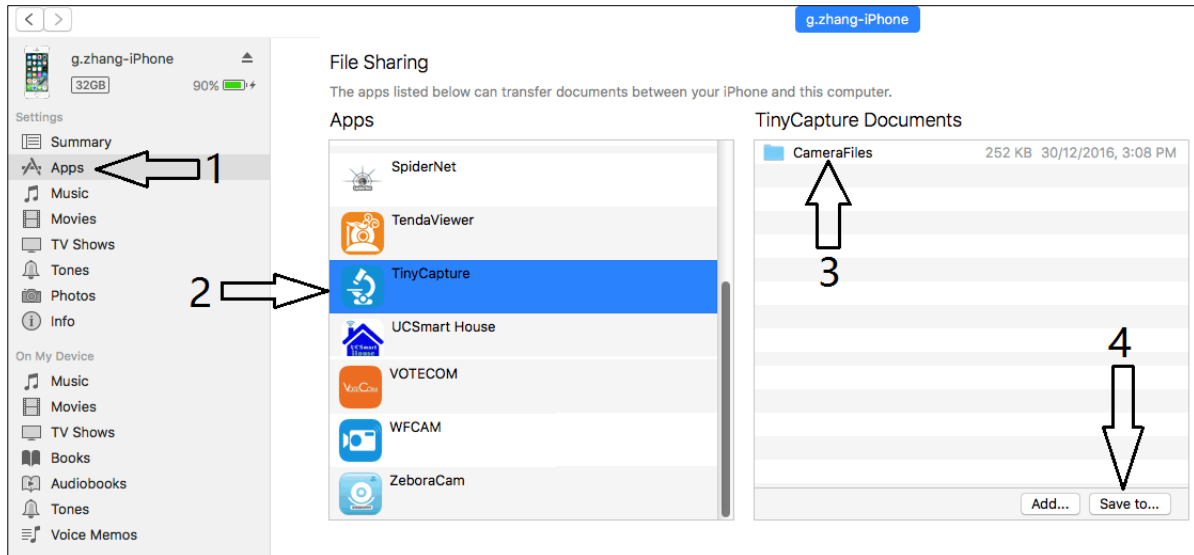 g.zhang-iPhone
g.zhang-iPhone
32GB 90%
Settings
Summary
Apps
Music
Movies
TV Shows
Tones
Photos
Info
On My Device
Music
Movies
TV Shows
Books
Audiobooks
Tones
Voice Memos
1
File Sharing
The apps listed below can transfer documents between your iPhone and this computer.
Apps
SpiderNet
TendaViewer
2
TinyCapture
UCSmart House
UCSmart
House
VOTECOM
VoteCom
WFCAM
ZeboraCam
TinyCapture Documents
CameraFiles 252 KB 30/12/2016, 3:08 PM
3
4
Add... Save to...